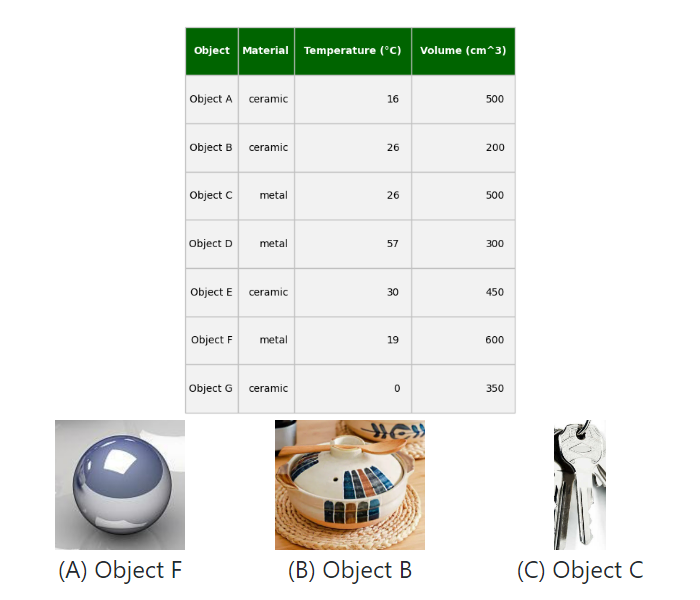 Object Material Temperature (°C) Volume (cm^3)
Object A ceramic 16 500
Object B ceramic 26 200
Object C metal 26 500
Object D metal 57 300
Object E ceramic 30 450
Object F metal 19 600
Object G ceramic 0 350
(A) Object F (B) Object B (C) Object C